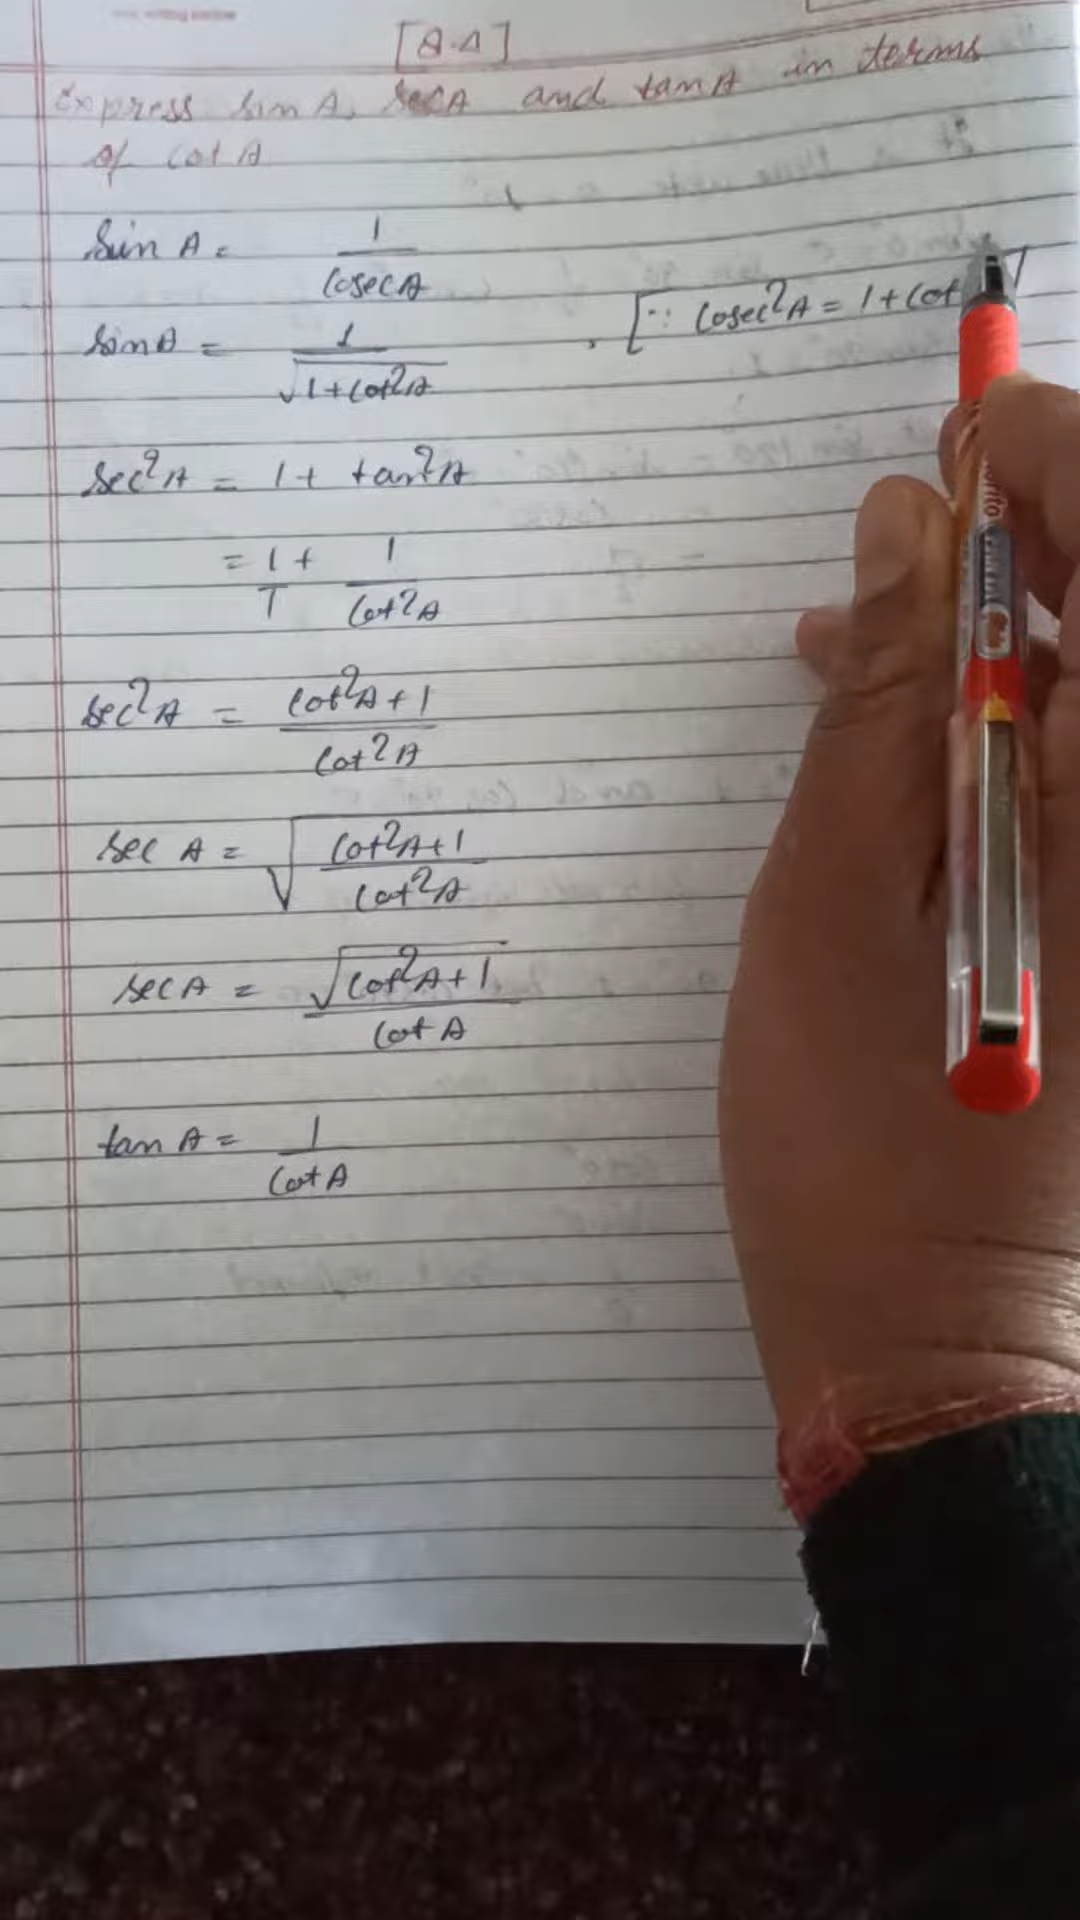 [Q.1]
Express sin A, sec A and tan A in terms
of cot A
Sin A = 1/cosec A
sin A = 1/√(1+cot²A) [∵ Cosec²A = 1+Cot
sec²A = 1+ tan²A
= 1/1 + 1/cot²A
sec²A = (cot²A+1)/cot²A
sec A = √((cot²A+1)/cot²A)
sec A = √(cot²A+1)/cot A
tan A = 1/cot A